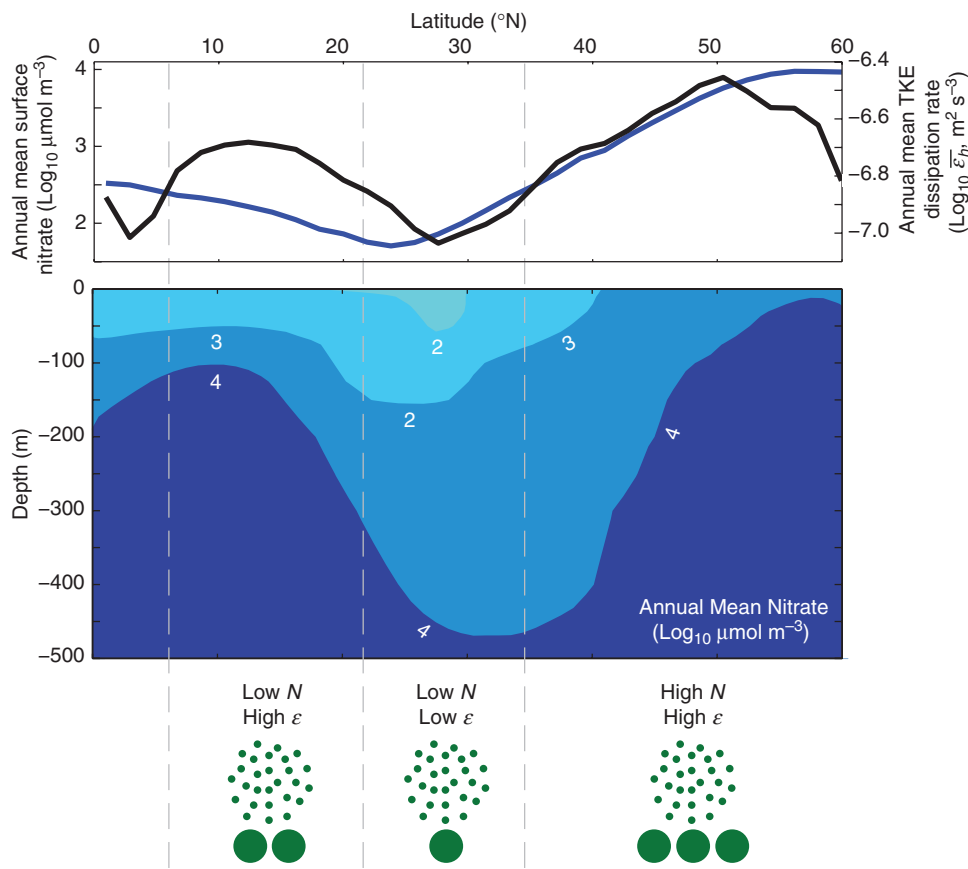 Latitude (°N)
0 10 20 30 40 50 60
Annual mean surface
nitrate (Log₁₀ μmol m⁻³)
4
3
2
−6.4
−6.6
−6.8
−7.0
Annual mean TKE
dissipation rate
(Log₁₀ ε̅ₕ, m² s⁻³)
Depth (m)
0
−100
−200
−300
−400
−500
3
4
2
2
3
4
4
Annual Mean Nitrate
(Log₁₀ μmol m⁻³)
Low N
High ε
Low N
Low ε
High N
High ε